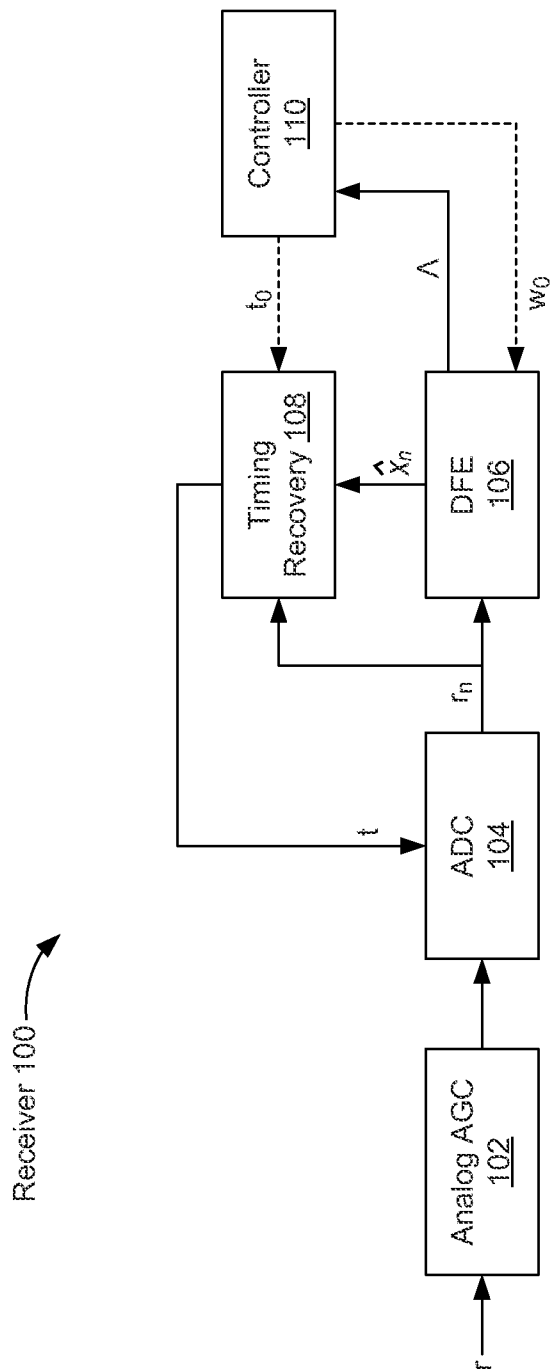 Receiver 100
r
Analog AGC
102
ADC
104
t
rn
Timing
Recovery 108
x̂n
DFE
106
t0
Λ
w0
Controller
110